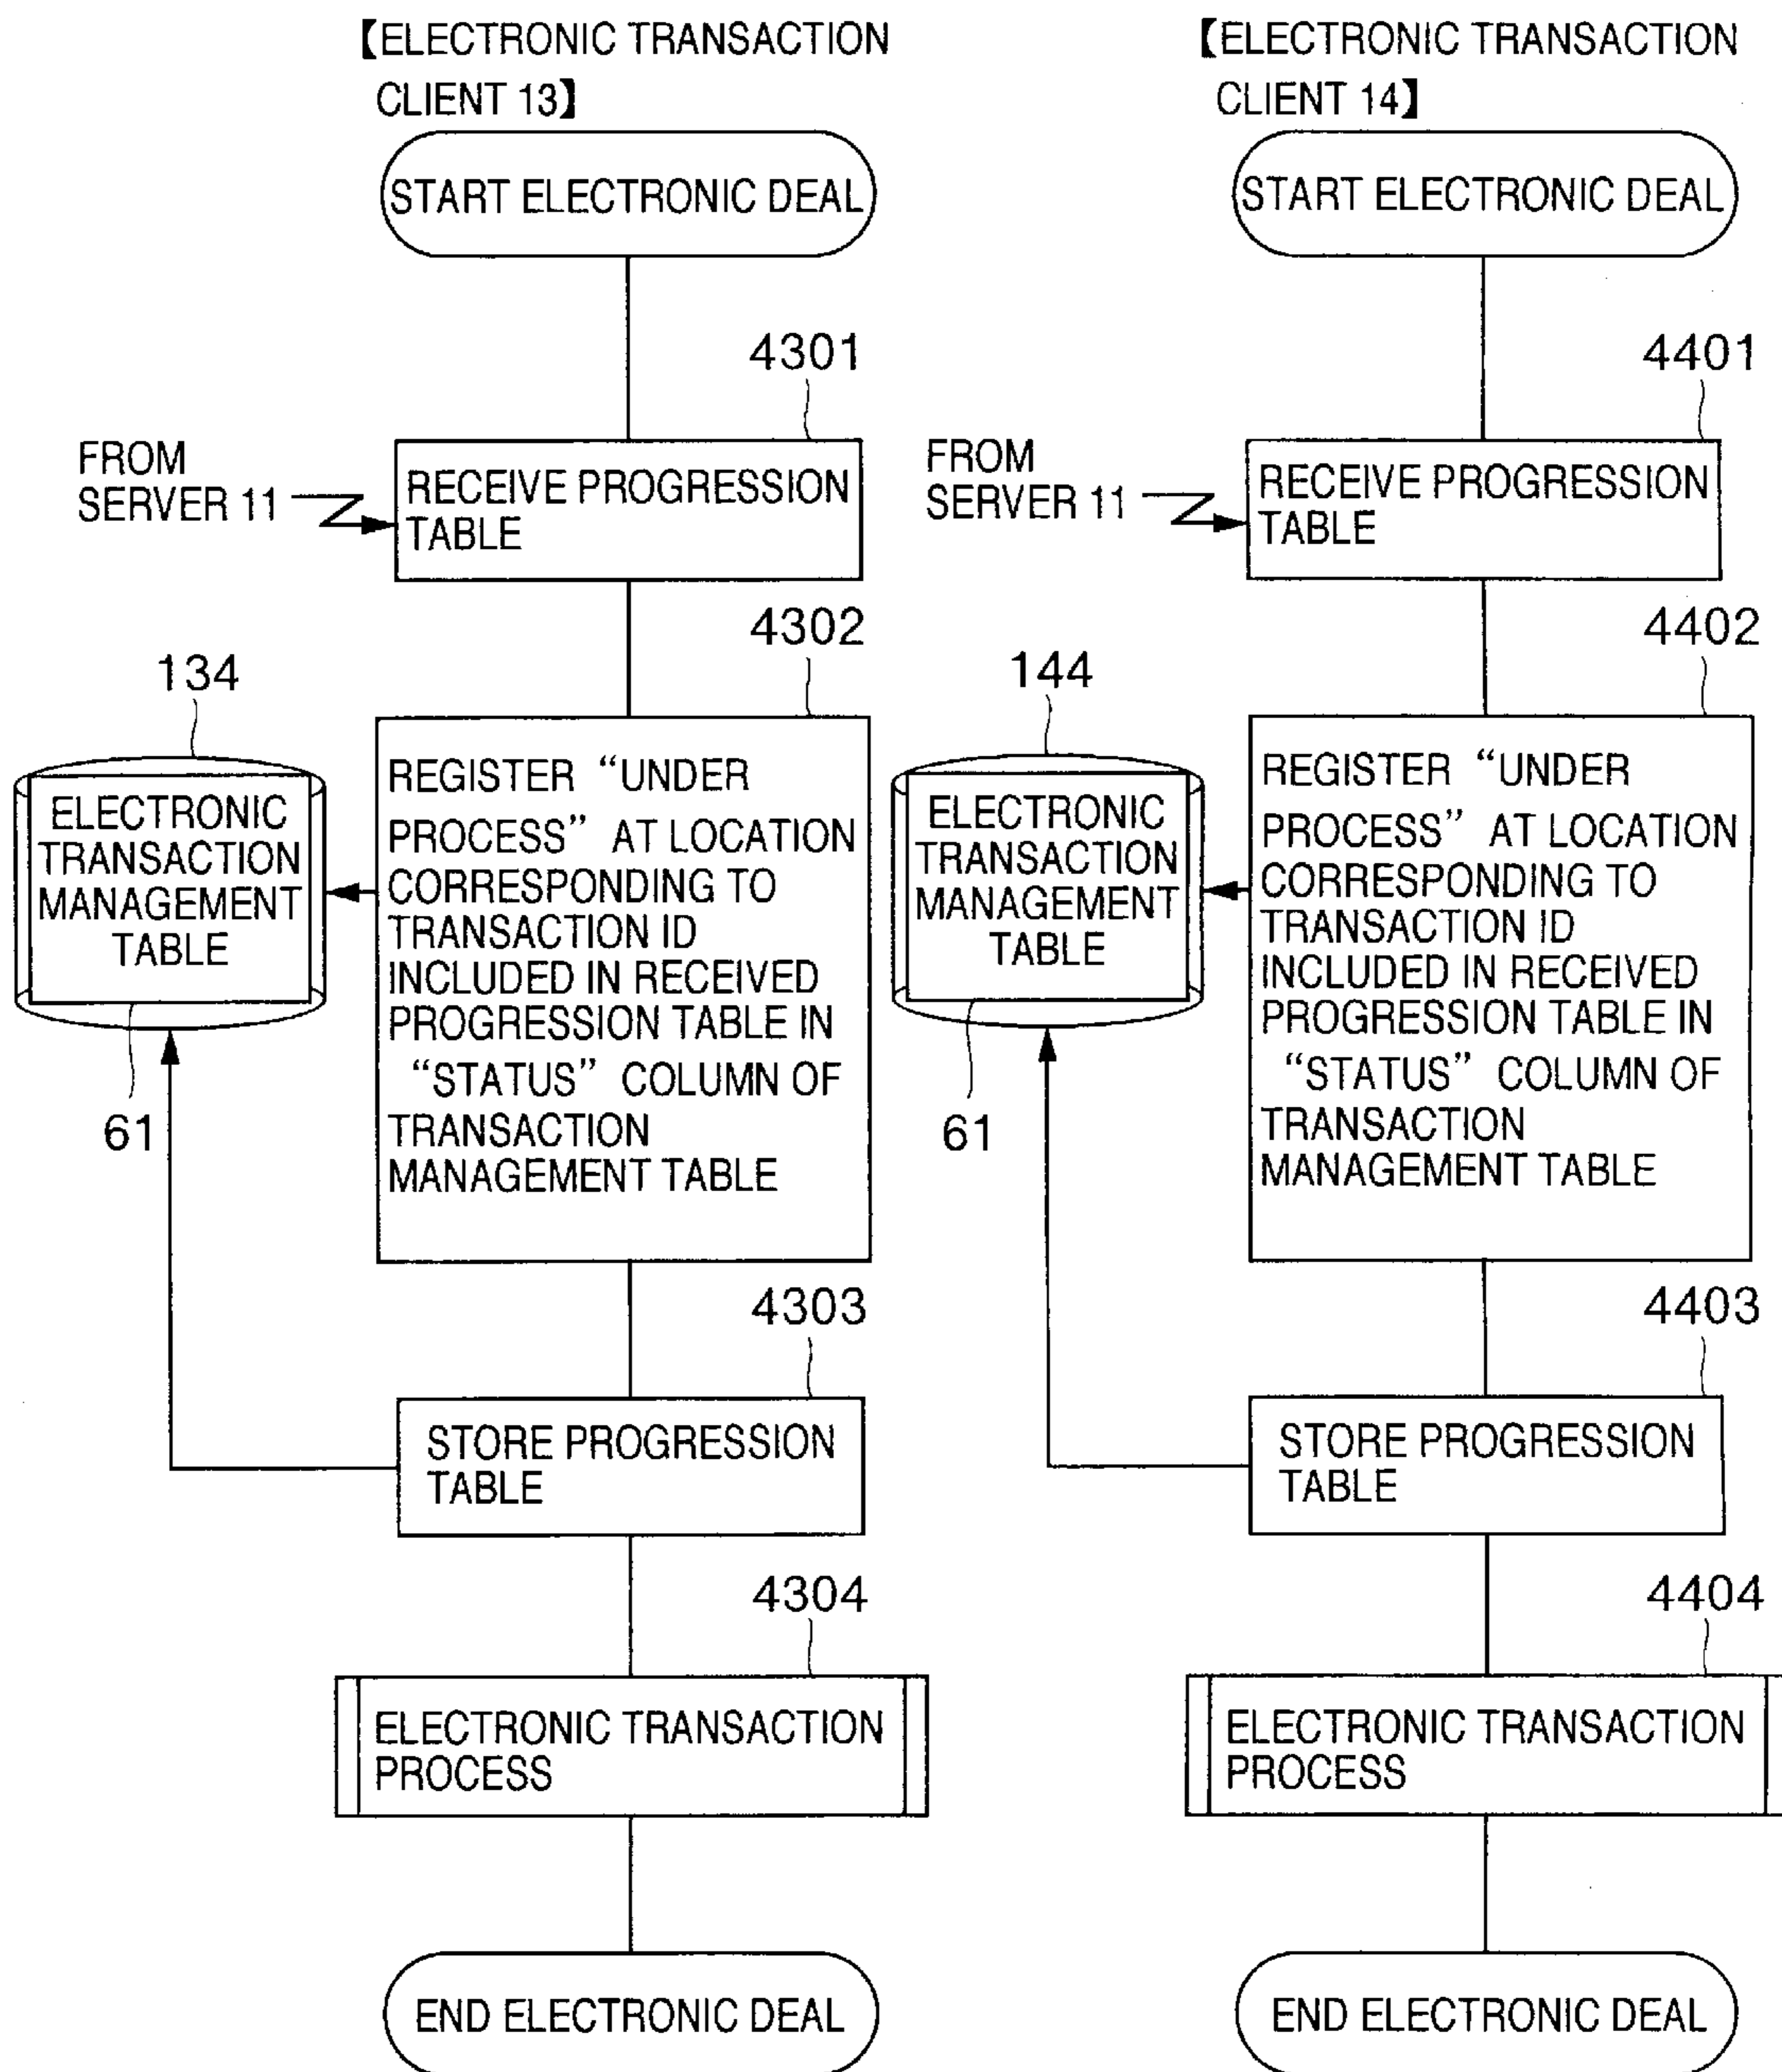 【ELECTRONIC TRANSACTION
CLIENT 13】
START ELECTRONIC DEAL
4301
FROM
SERVER 11
RECEIVE PROGRESSION
TABLE
4302
134
ELECTRONIC
TRANSACTION
MANAGEMENT
TABLE
61
REGISTER “UNDER
PROCESS” AT LOCATION
CORRESPONDING TO
TRANSACTION ID
INCLUDED IN RECEIVED
PROGRESSION TABLE IN
“STATUS” COLUMN OF
TRANSACTION
MANAGEMENT TABLE
4303
STORE PROGRESSION
TABLE
4304
ELECTRONIC TRANSACTION
PROCESS
END ELECTRONIC DEAL
【ELECTRONIC TRANSACTION
CLIENT 14】
START ELECTRONIC DEAL
4401
FROM
SERVER 11
RECEIVE PROGRESSION
TABLE
4402
144
ELECTRONIC
TRANSACTION
MANAGEMENT
TABLE
61
REGISTER “UNDER
PROCESS” AT LOCATION
CORRESPONDING TO
TRANSACTION ID
INCLUDED IN RECEIVED
PROGRESSION TABLE IN
“STATUS” COLUMN OF
TRANSACTION
MANAGEMENT TABLE
4403
STORE PROGRESSION
TABLE
4404
ELECTRONIC TRANSACTION
PROCESS
END ELECTRONIC DEAL